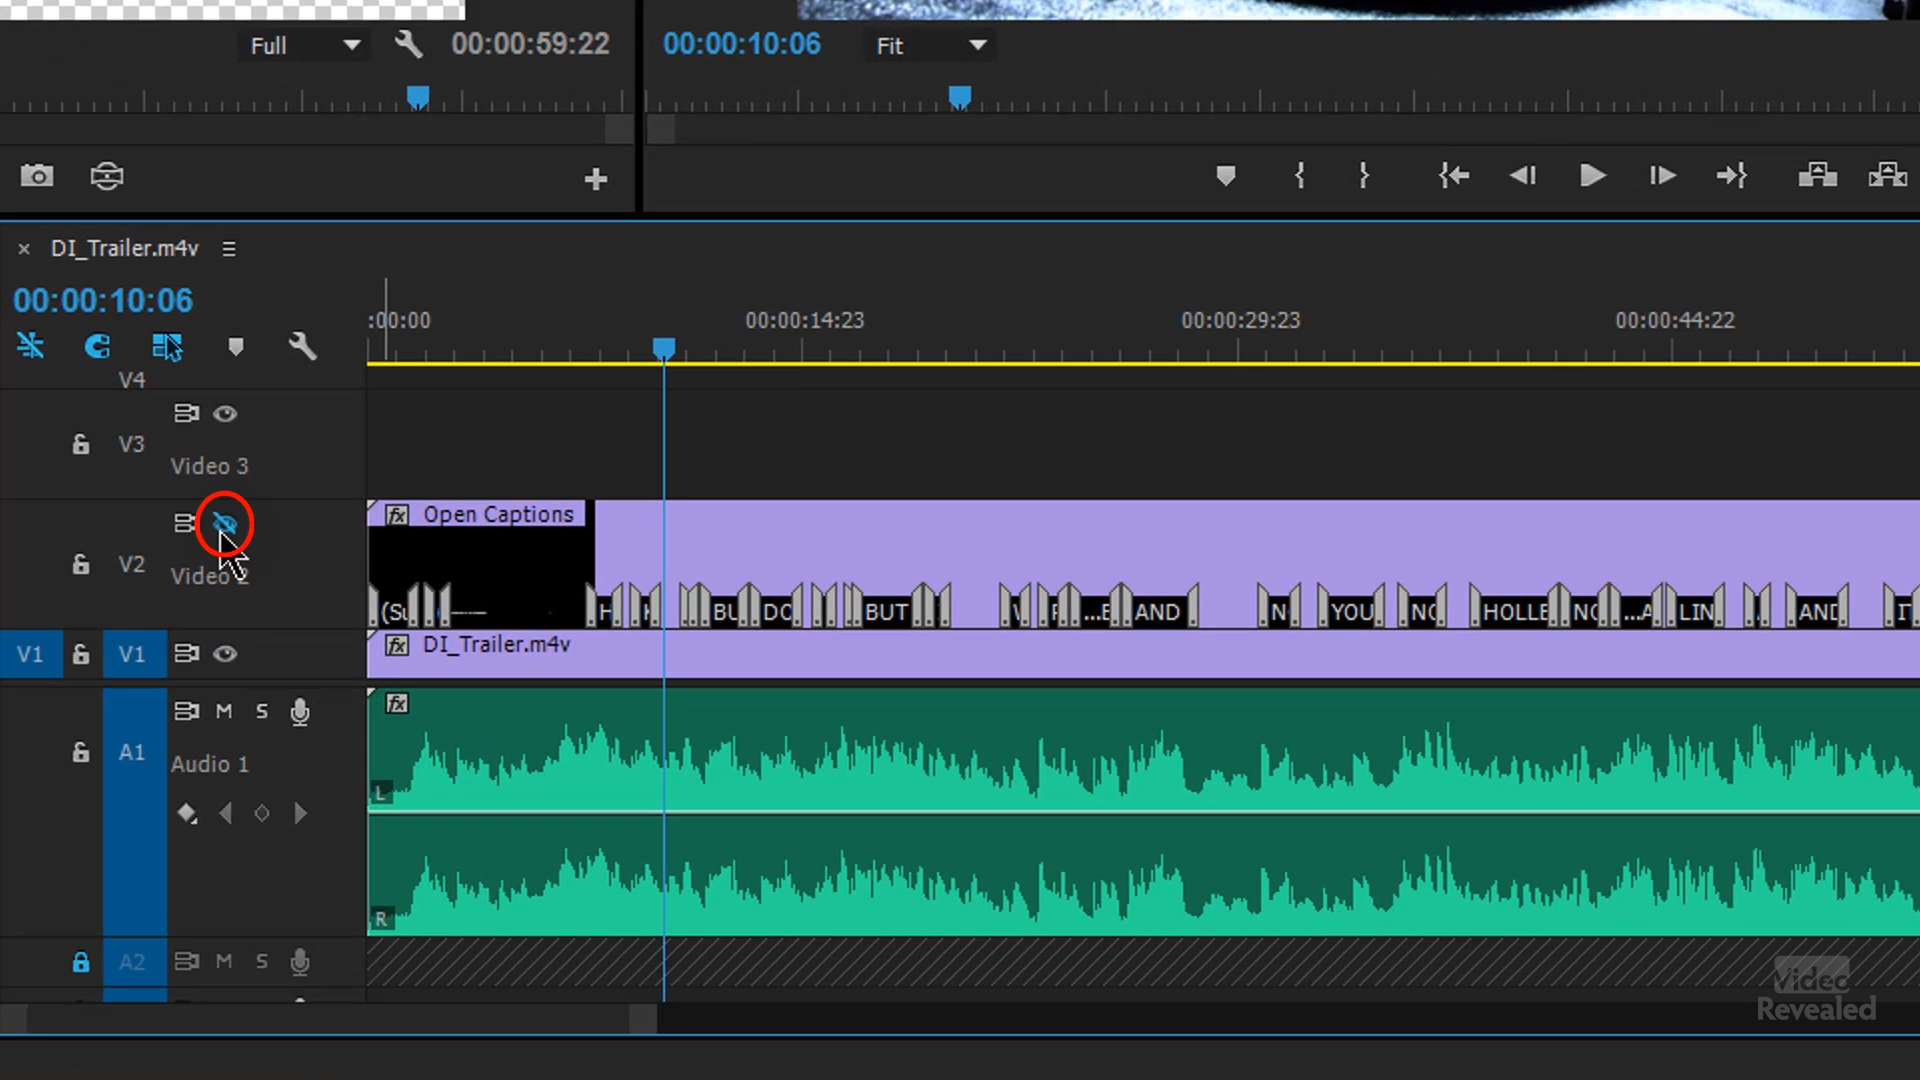 Full
00:00:59:22
00:00:10:06
Fit
DI_Trailer.m4v
00:00:10:06
:00:00
00:00:14:23
00:00:29:23
00:00:44:22
V4
V3
Video 3
fx Open Captions
V2
Video 2
(Su
BU DO BUT
...E AND
YOU
HOLLE
...A LIN
AND
V1 V1
fx DI_Trailer.m4v
M S
fx
A1
Audio 1
L
R
A2 M S
Video
Revealed